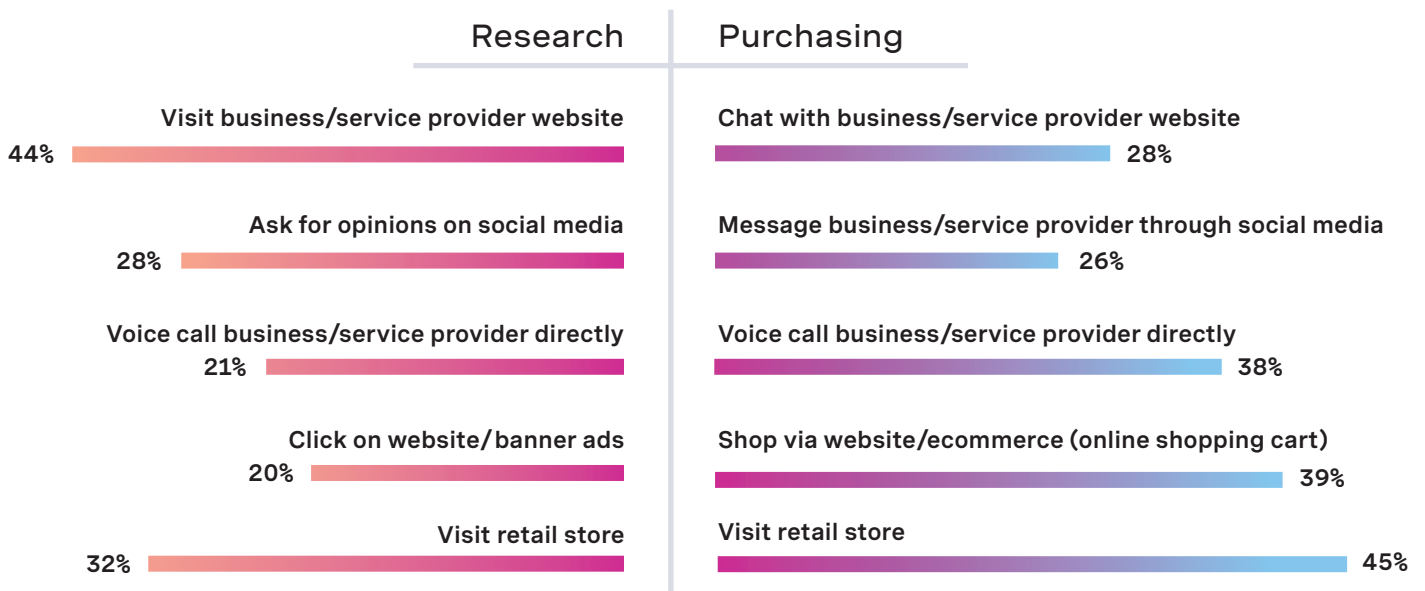 Research
Purchasing
Visit business/service provider website
44%
Chat with business/service provider website
28%
Ask for opinions on social media
28%
Message business/service provider through social media
26%
Voice call business/service provider directly
21%
Voice call business/service provider directly
38%
Click on website/banner ads
20%
Shop via website/ecommerce (online shopping cart)
39%
Visit retail store
32%
Visit retail store
45%